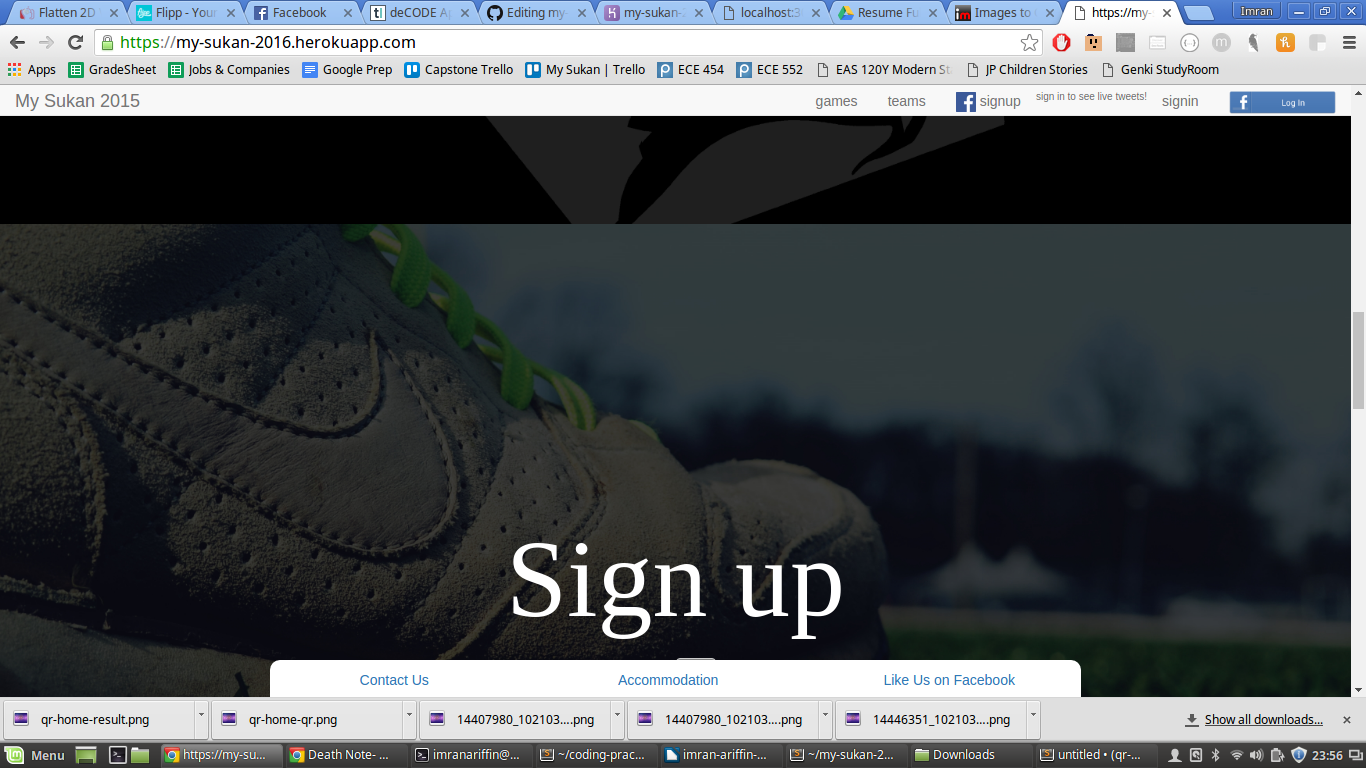 Flatten 2D
Flipp - Your
Facebook
deCODE Ap
Editing my-
my-sukan-2
localhost:3
Resume Fu
Images to
https://my-
Imran
https://my-sukan-2016.herokuapp.com
Apps
GradeSheet
Jobs & Companies
Google Prep
Capstone Trello
My Sukan | Trello
ECE 454
ECE 552
EAS 120Y Modern St
JP Children Stories
Genki StudyRoom
My Sukan 2015
games
teams
signup
sign in to see live tweets!
signin
Log In
Sign up
Contact Us
Accommodation
Like Us on Facebook
qr-home-result.png
qr-home-qr.png
14407980_102103....png
14407980_102103....png
14446351_102103....png
Show all downloads...
Menu
https://my-su...
Death Note- ...
imranariffin@...
~/coding-prac...
imran-ariffin-...
~/my-sukan-2...
Downloads
untitled • (qr-...
23:56